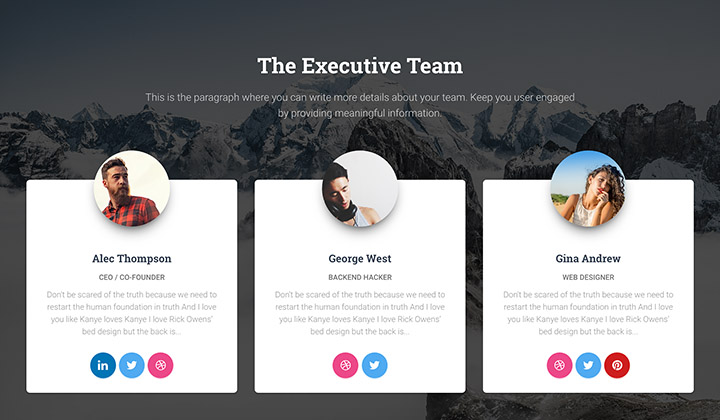 The Executive Team
This is the paragraph where you can write more details about your team. Keep you user engaged
by providing meaningful information.
Alec Thompson
CEO / CO-FOUNDER
Don't be scared of the truth because we need to
restart the human foundation in truth And I love
you like Kanye loves Kanye I love Rick Owens'
bed design but the back is...
in
George West
BACKEND HACKER
Don't be scared of the truth because we need to
restart the human foundation in truth And I love
you like Kanye loves Kanye I love Rick Owens'
bed design but the back is...
Gina Andrew
WEB DESIGNER
Don't be scared of the truth because we need to
restart the human foundation in truth And I love
you like Kanye loves Kanye I love Rick Owens'
bed design but the back is...